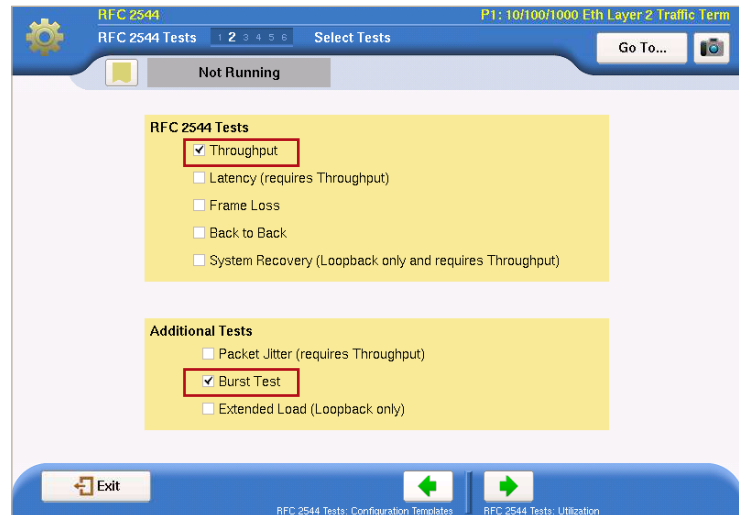 RFC 2544
P1: 10/100/1000 Eth Layer 2 Traffic Term
RFC 2544 Tests 1 2 3 4 5 6 Select Tests
Go To...
Not Running
RFC 2544 Tests
Throughput
Latency (requires Throughput)
Frame Loss
Back to Back
System Recovery (Loopback only and requires Throughput)
Additional Tests
Packet Jitter (requires Throughput)
Burst Test
Extended Load (Loopback only)
Exit
RFC 2544 Tests: Configuration Templates
RFC 2544 Tests: Utilization